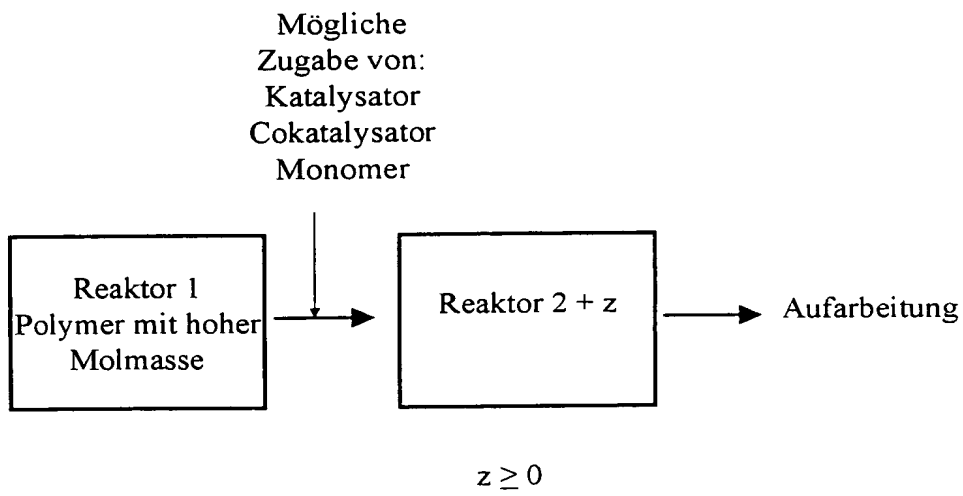 Mögliche
Zugabe von:
Katalysator
Cokatalysator
Monomer
Reaktor 1
Polymer mit hoher
Molmasse
Reaktor 2 + z
Aufarbeitung
z ≥ 0